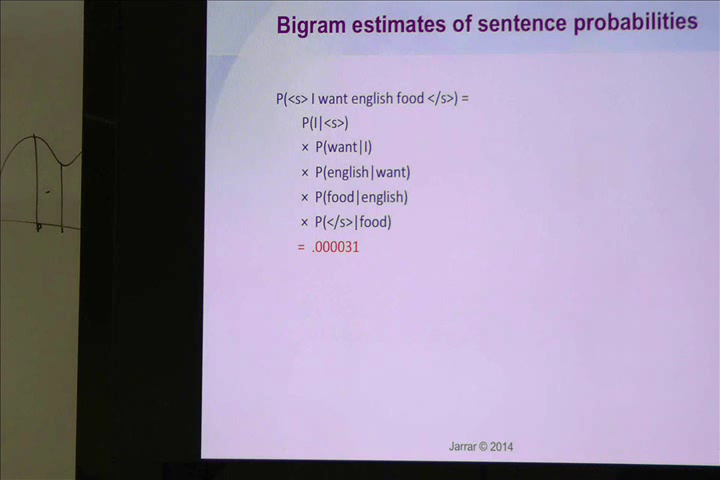 Bigram estimates of sentence probabilities
P(<s> I want english food </s>) =
P(I|<s>)
× P(want|I)
× P(english|want)
× P(food|english)
× P(</s>|food)
= .000031
Jarrar © 2014